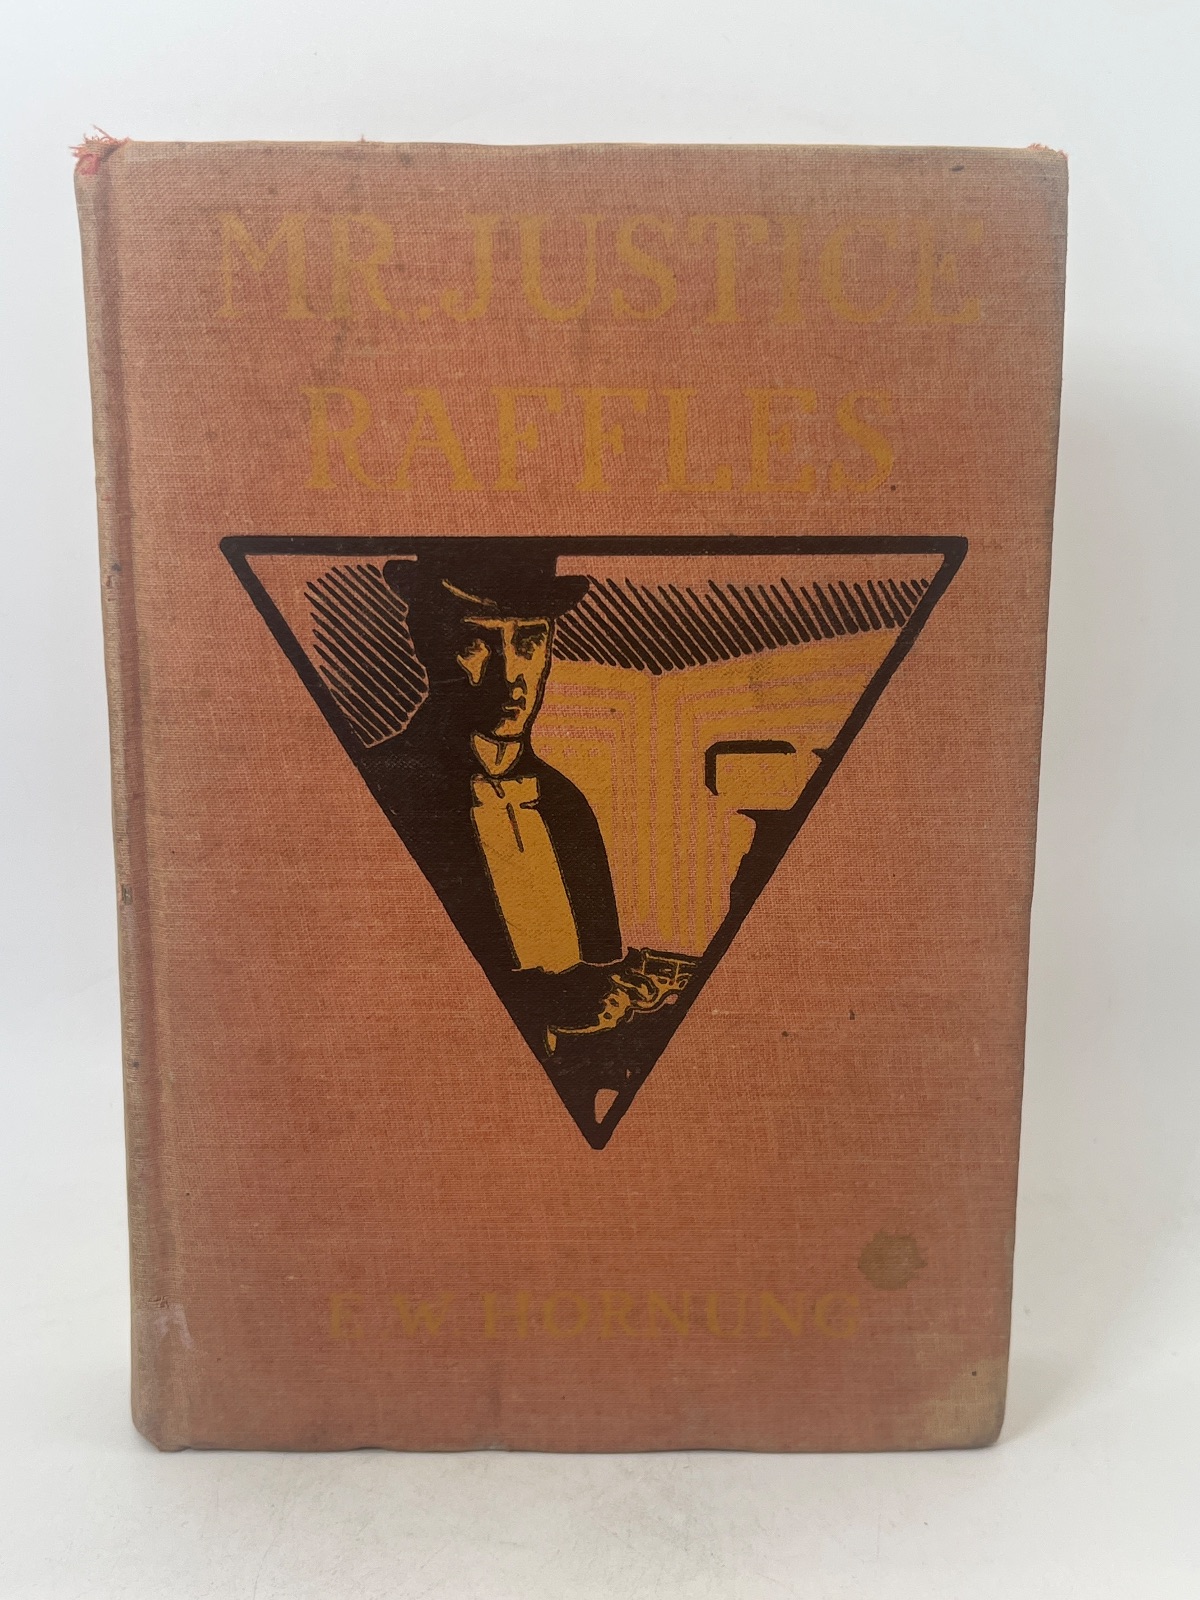 MR. JUSTICE
RAFFLES
E. W. HORNUNG